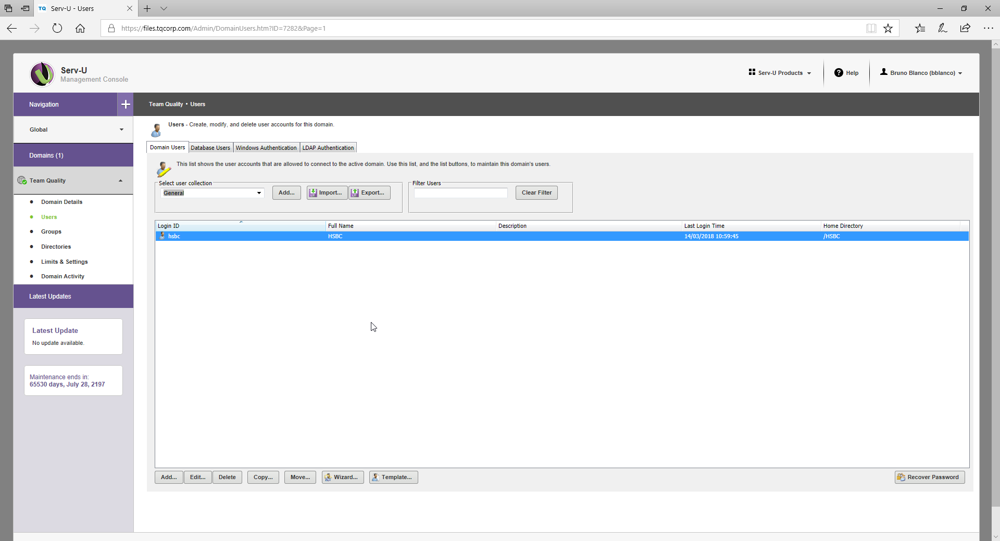 TQ Serv-U - Users
https://files.tqcorp.com/Admin/DomainUsers.htm?ID=7282&Page=1
Serv-U
Management Console
Serv-U Products
Help
Bruno Blanco (bblanco)
Navigation
Team Quality • Users
Global
Domains (1)
Team Quality
Domain Details
Users
Groups
Directories
Limits & Settings
Domain Activity
Latest Updates
Latest Update
No update available.
Maintenance ends in:
65530 days, July 28, 2197
Users - Create, modify, and delete user accounts for this domain.
Domain Users Database Users Windows Authentication LDAP Authentication
This list shows the user accounts that are allowed to connect to the active domain. Use this list, and the list buttons, to maintain this domain's users.
Select user collection
General Add... Import... Export...
Filter Users
Clear Filter
Login ID Full Name Description Last Login Time Home Directory
hsbc HSBC 14/03/2018 10:59:45 /HSBC
Add... Edit... Delete Copy... Move... Wizard... Template... Recover Password